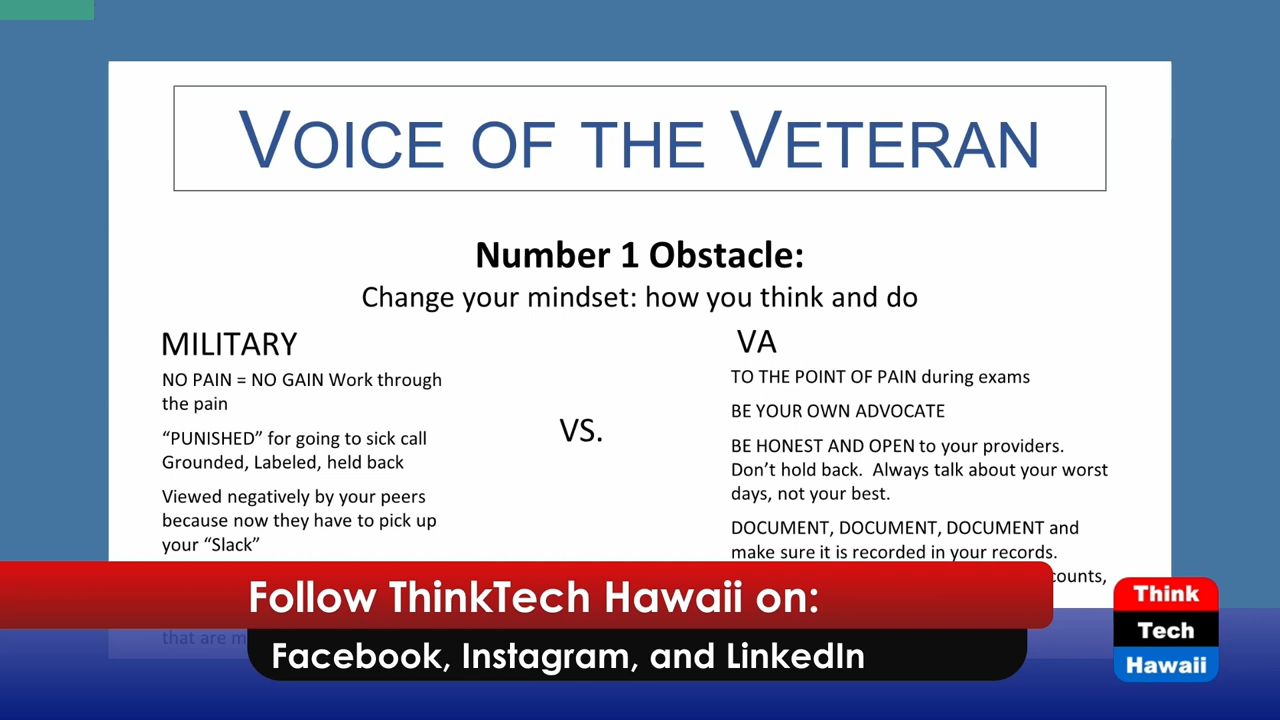 VOICE OF THE VETERAN
Number 1 Obstacle:
Change your mindset: how you think and do
MILITARY
NO PAIN = NO GAIN Work through
the pain
“PUNISHED” for going to sick call
Grounded, Labeled, held back
Viewed negatively by your peers
because now they have to pick up
your “Slack”
that are
VS.
VA
TO THE POINT OF PAIN during exams
BE YOUR OWN ADVOCATE
BE HONEST AND OPEN to your providers.
Don’t hold back. Always talk about your worst
days, not your best.
DOCUMENT, DOCUMENT, DOCUMENT and
make sure it is recorded in your records.
counts,
Follow ThinkTech Hawaii on:
Facebook, Instagram, and LinkedIn
Think
Tech
Hawaii